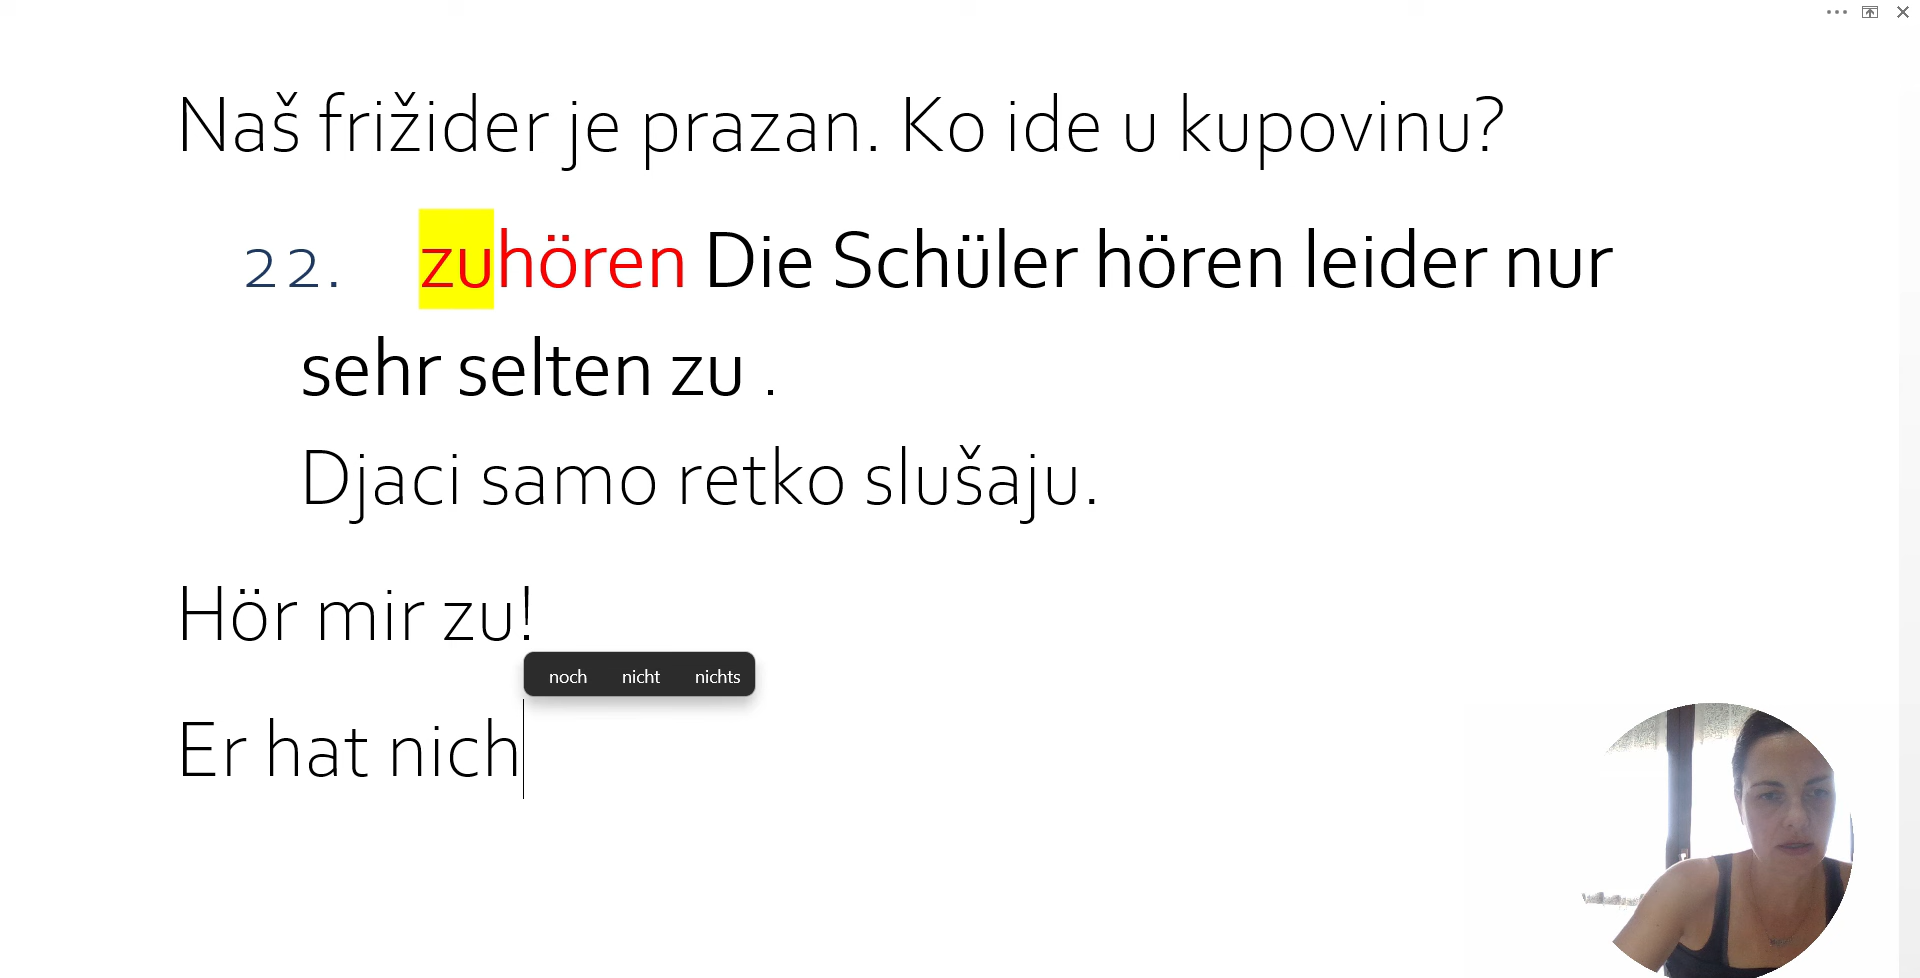 Naš frižider je prazan. Ko ide u kupovinu?
22. zuhören Die Schüler hören leider nur
sehr selten zu .
Djaci samo retko slušaju.
Hör mir zu!
noch nicht nichts
Er hat nich